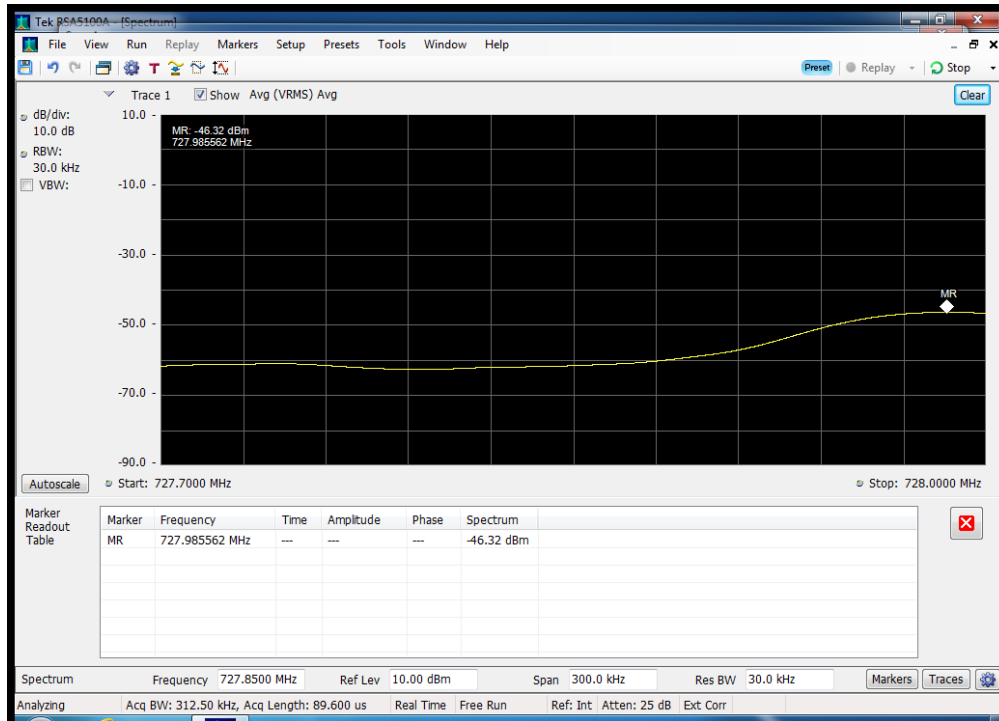 Tek RSA5100A - [Spectrum]
File View Run Replay Markers Setup Presets Tools Window Help
T Preset Replay Stop
Trace 1 Show Avg (VRMS) Avg Clear
dB/div:
10.0 dB
RBW:
30.0 kHz
VBW:
10.0
-10.0
-30.0
-50.0
-70.0
-90.0
MR: -46.32 dBm
727.985562 MHz
MR
Autoscale Start: 727.7000 MHz Stop: 728.0000 MHz
Marker
Readout
Table
Marker Frequency Time Amplitude Phase Spectrum
MR 727.985562 MHz --- --- --- -46.32 dBm
Spectrum Frequency 727.8500 MHz Ref Lev 10.00 dBm Span 300.0 kHz Res BW 30.0 kHz Markers Traces
Analyzing Acq BW: 312.50 kHz, Acq Length: 89.600 us Real Time Free Run Ref: Int Atten: 25 dB Ext Corr